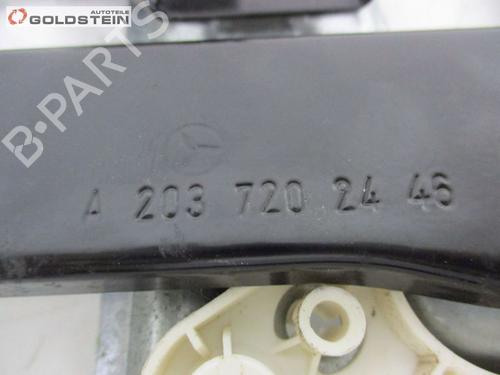 Autoteile
GOLDSTEIN
B-PARTS
A 203 720 24 46